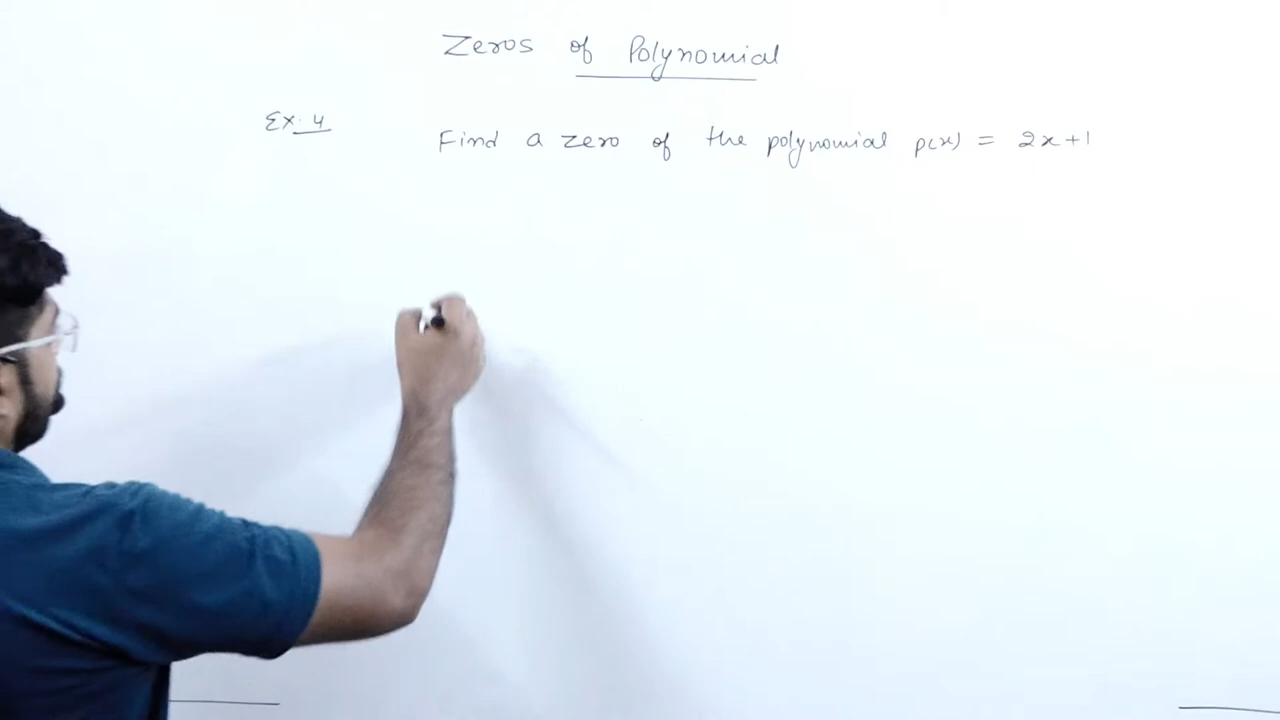 Zeros of Polynomial
Ex. 4 Find a zero of the polynomial p(x) = 2x+1